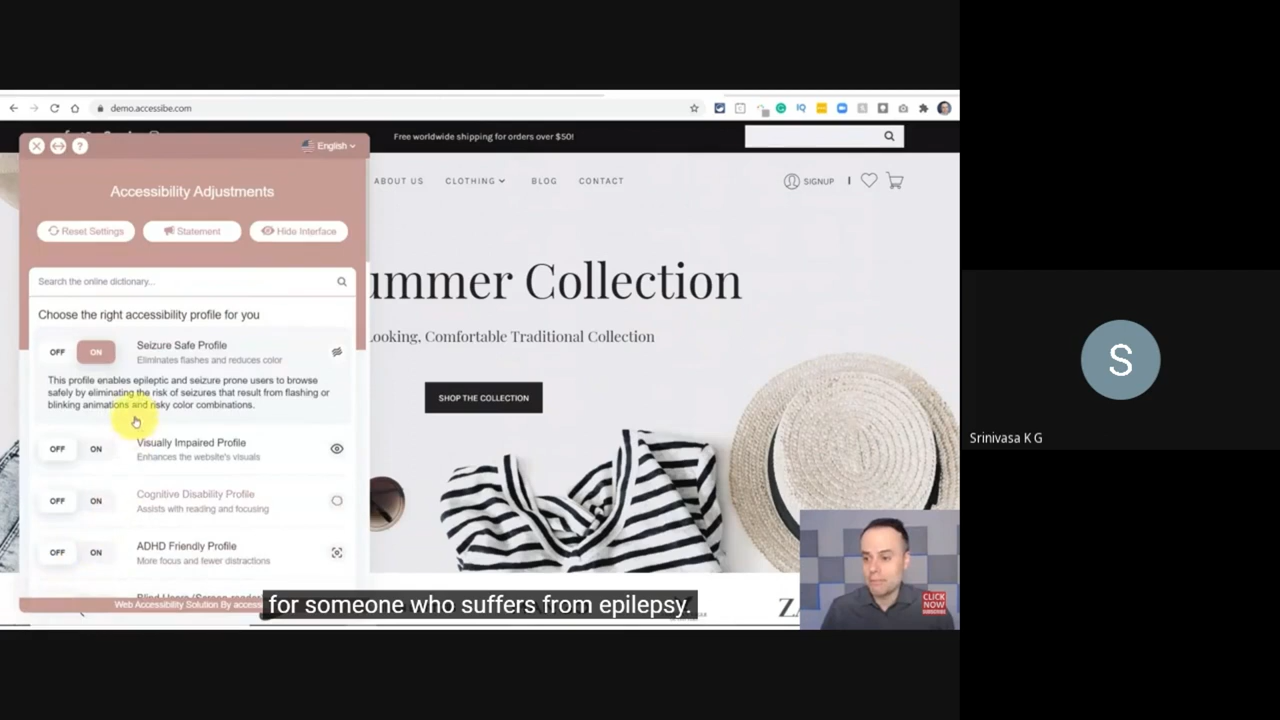 demo.accessibe.com
Free worldwide shipping for orders over $50!
English
ABOUT US CLOTHING BLOG CONTACT
SIGNUP
Accessibility Adjustments
Reset Settings Statement Hide Interface
Search the online dictionary...
Choose the right accessibility profile for you
OFF ON Seizure Safe Profile
Eliminates flashes and reduces color
This profile enables epileptic and seizure prone users to browse
safely by eliminating the risk of seizures that result from flashing or
blinking animations and risky color combinations.
OFF ON Visually Impaired Profile
Enhances the website's visuals
OFF ON Cognitive Disability Profile
Assists with reading and focusing
OFF ON ADHD Friendly Profile
More focus and fewer distractions
Web Accessibility Solution By
ummer Collection
Looking, Comfortable Traditional Collection
SHOP THE COLLECTION
for someone who suffers from epilepsy.
CLICK
NOW
S
Srinivasa K G